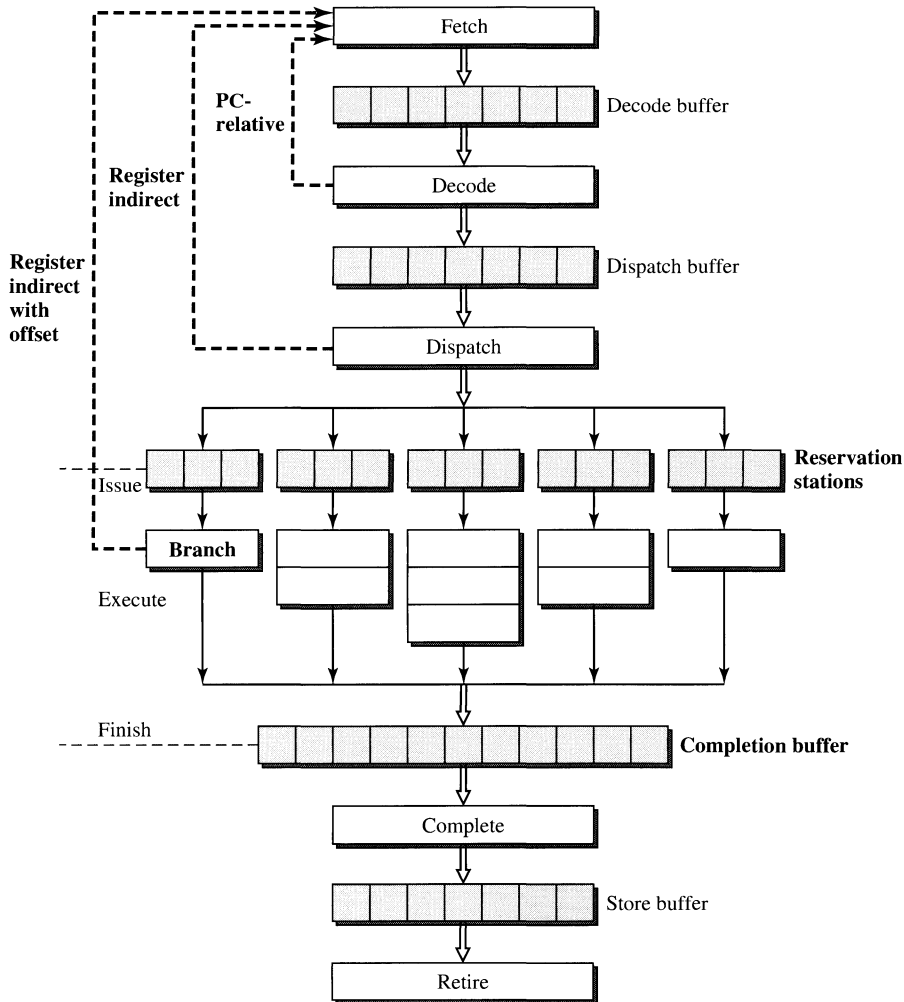 Fetch
Decode buffer
PC-
relative
Decode
Register
indirect
Dispatch buffer
Register
indirect
with
offset
Dispatch
Reservation
stations
Issue
Branch
Execute
Finish
Completion buffer
Complete
Store buffer
Retire